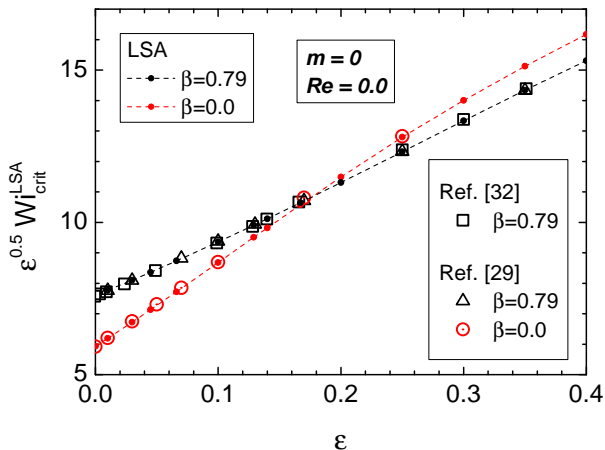 LSA
β=0.79
β=0.0
m = 0
Re = 0.0
Ref. [32]
β=0.79
Ref. [29]
β=0.79
β=0.0
15
10
5
ε^0.5 Wi_crit^LSA
0.0 0.1 0.2 0.3 0.4
ε